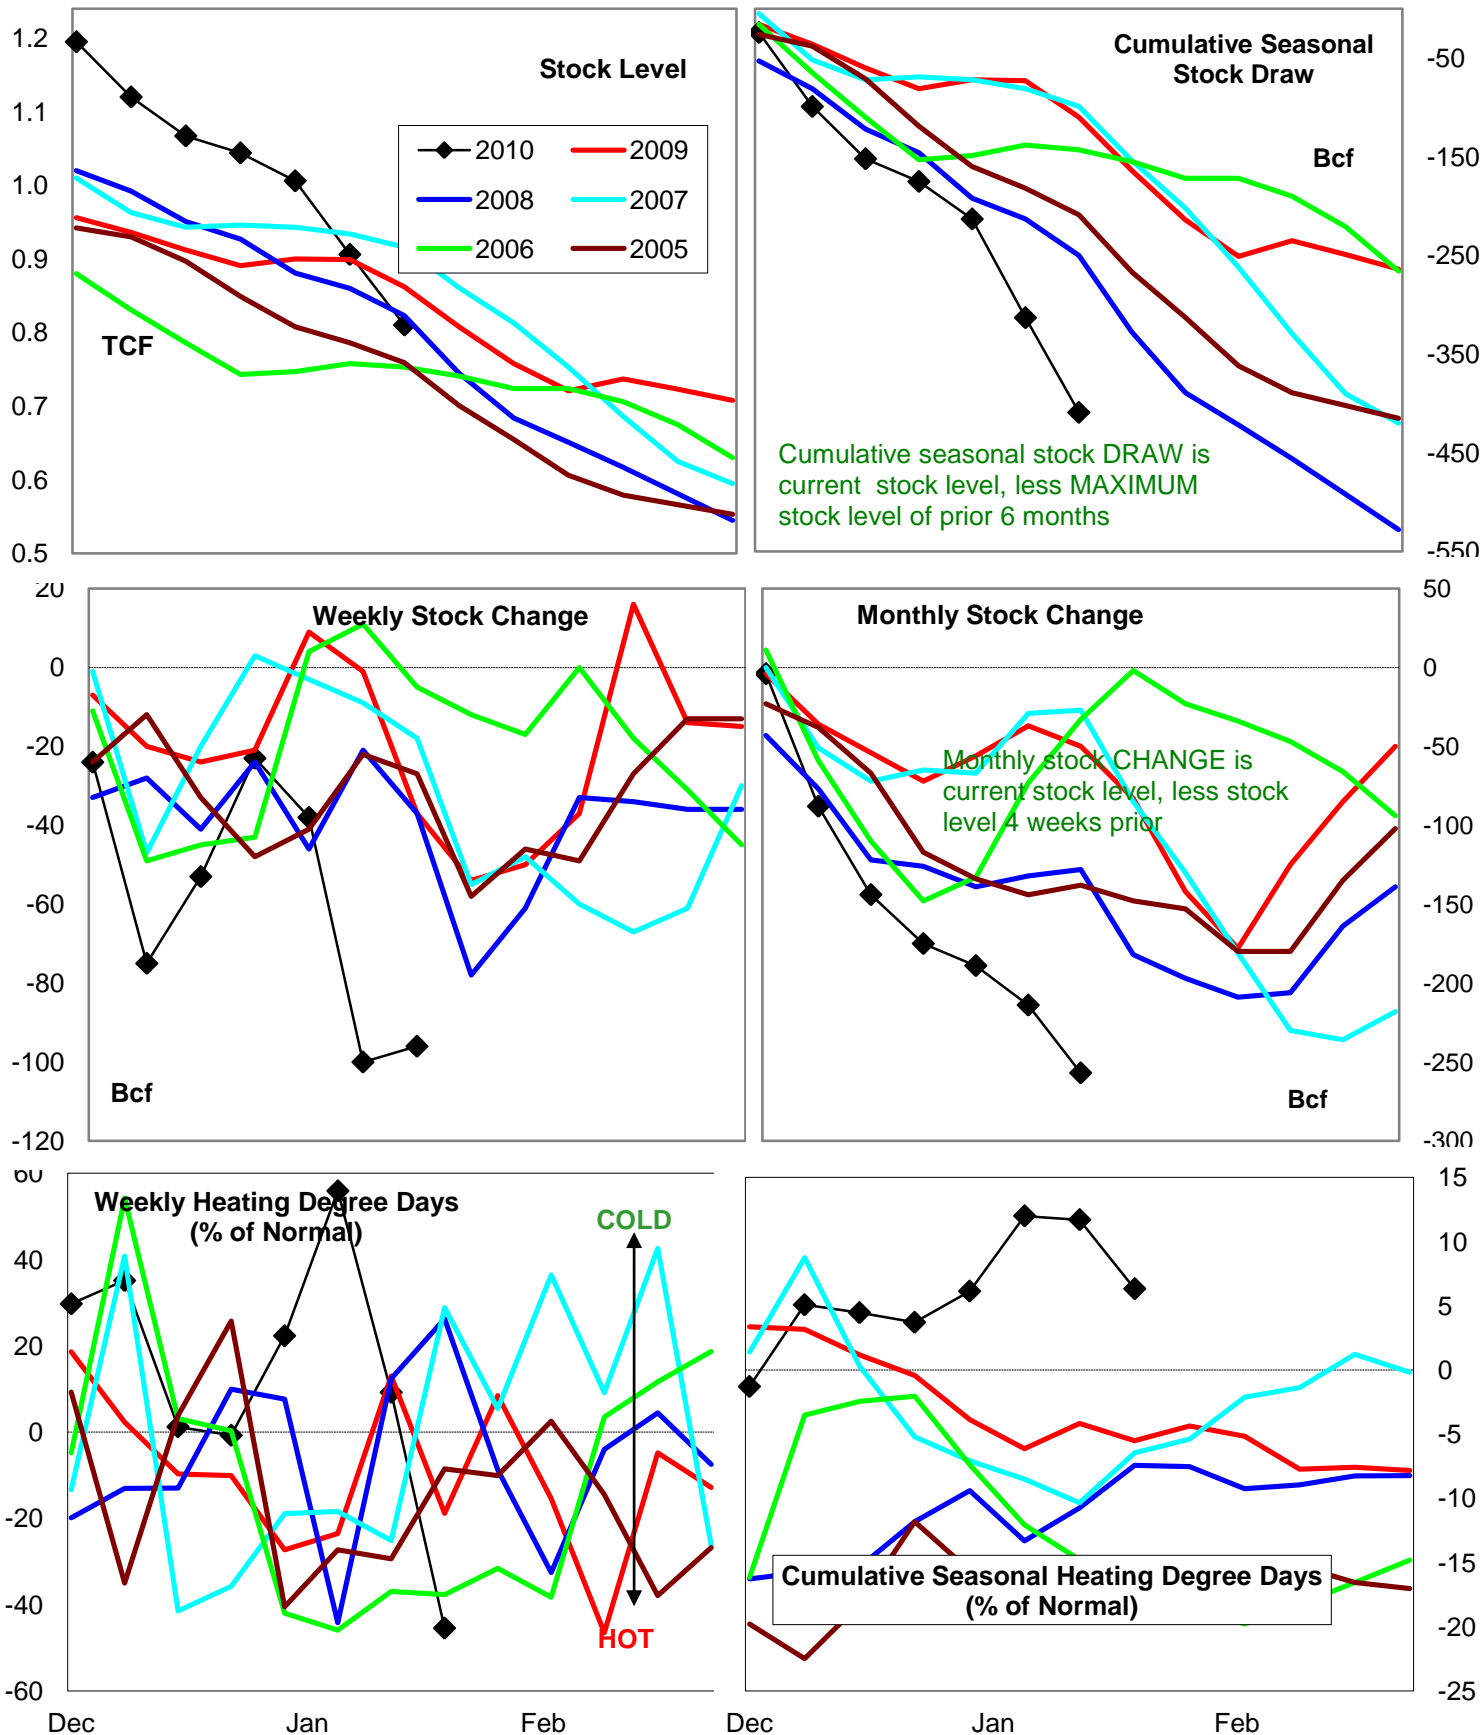 Stock Level
1.2
1.1
1.0
0.9
0.8
0.7
0.6
0.5
2010
2009
2008
2007
2006
2005
TCF
Cumulative Seasonal
Stock Draw
Bcf
-50
-150
-250
-350
-450
-550
Cumulative seasonal stock DRAW is
current stock level, less MAXIMUM
stock level of prior 6 months
Weekly Stock Change
20
0
-20
-40
-60
-80
-100
-120
Bcf
Monthly Stock Change
50
0
-50
-100
-150
-200
-250
-300
Monthly stock CHANGE is
current stock level, less stock
level 4 weeks prior
Bcf
Weekly Heating Degree Days
(% of Normal)
60
40
20
0
-20
-40
-60
COLD
HOT
Dec
Jan
Feb
15
10
5
0
-5
-10
-15
-20
-25
Cumulative Seasonal Heating Degree Days
(% of Normal)
Dec
Jan
Feb